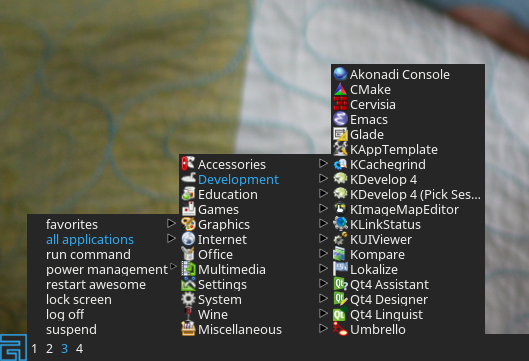 favorites
all applications
run command
power management
restart awesome
lock screen
log off
suspend
Accessories
Development
Education
Games
Graphics
Internet
Office
Multimedia
Settings
System
Wine
Miscellaneous
Akonadi Console
CMake
Cervisia
Emacs
Glade
KAppTemplate
KCachegrind
KDevelop 4
KDevelop 4 (Pick Ses...
KImageMapEditor
KLinkStatus
KUIViewer
Kompare
Lokalize
Qt4 Assistant
Qt4 Designer
Qt4 Linquist
Umbrello
1 2 3 4